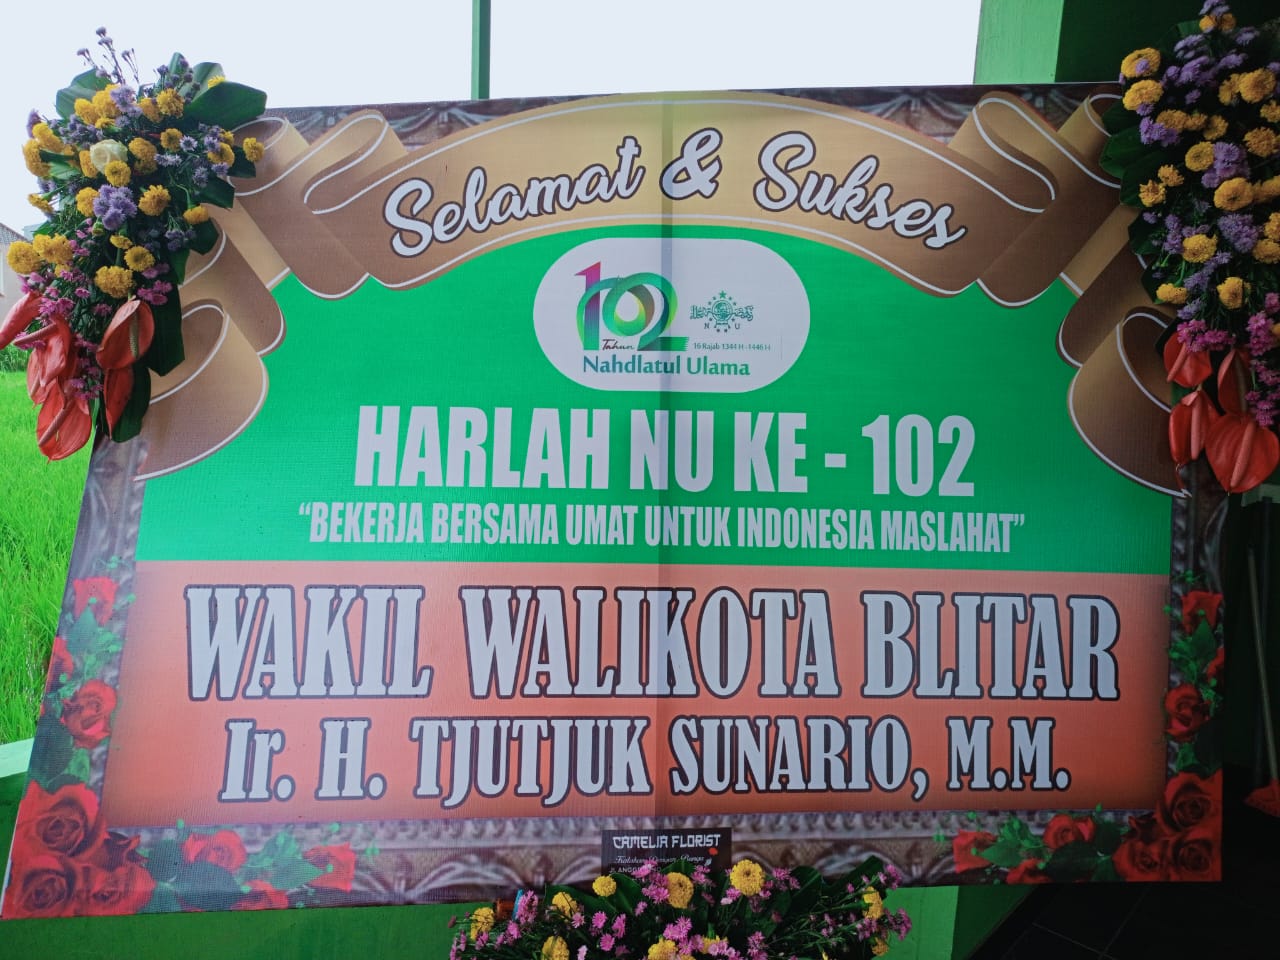 Selamat & Sukses
102
Tahun
NU
16 Rajab 1344 H - 1446 H
Nahdlatul Ulama
HARLAH NU KE - 102
“BEKERJA BERSAMA UMAT UNTUK INDONESIA MASLAHAT”
WAKIL WALIKOTA BLITAR
Ir. H. TJUTJUK SUNARIO, M.M.
CAMELIA FLORIST